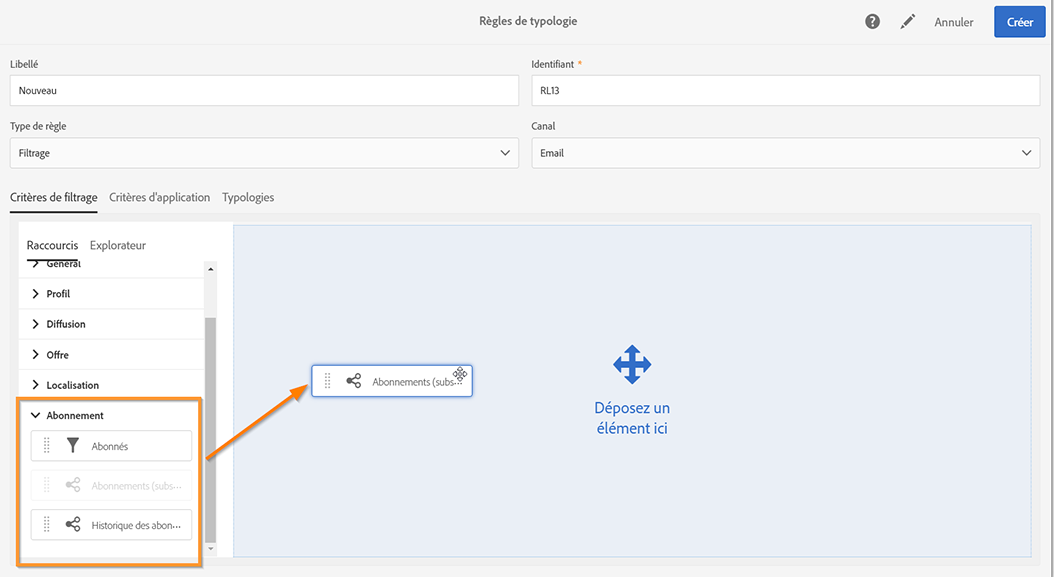 Règles de typologie
Annuler
Créer
Libellé
Identifiant *
Nouveau
RL13
Type de règle
Canal
Filtrage
Email
Critères de filtrage
Critères d'application
Typologies
Raccourcis
Explorateur
Général
Profil
Diffusion
Offre
Localisation
Abonnement
Abonnés
Abonnements (subs...
Historique des abon...
Abonnements (subs...
Déposez un
élément ici